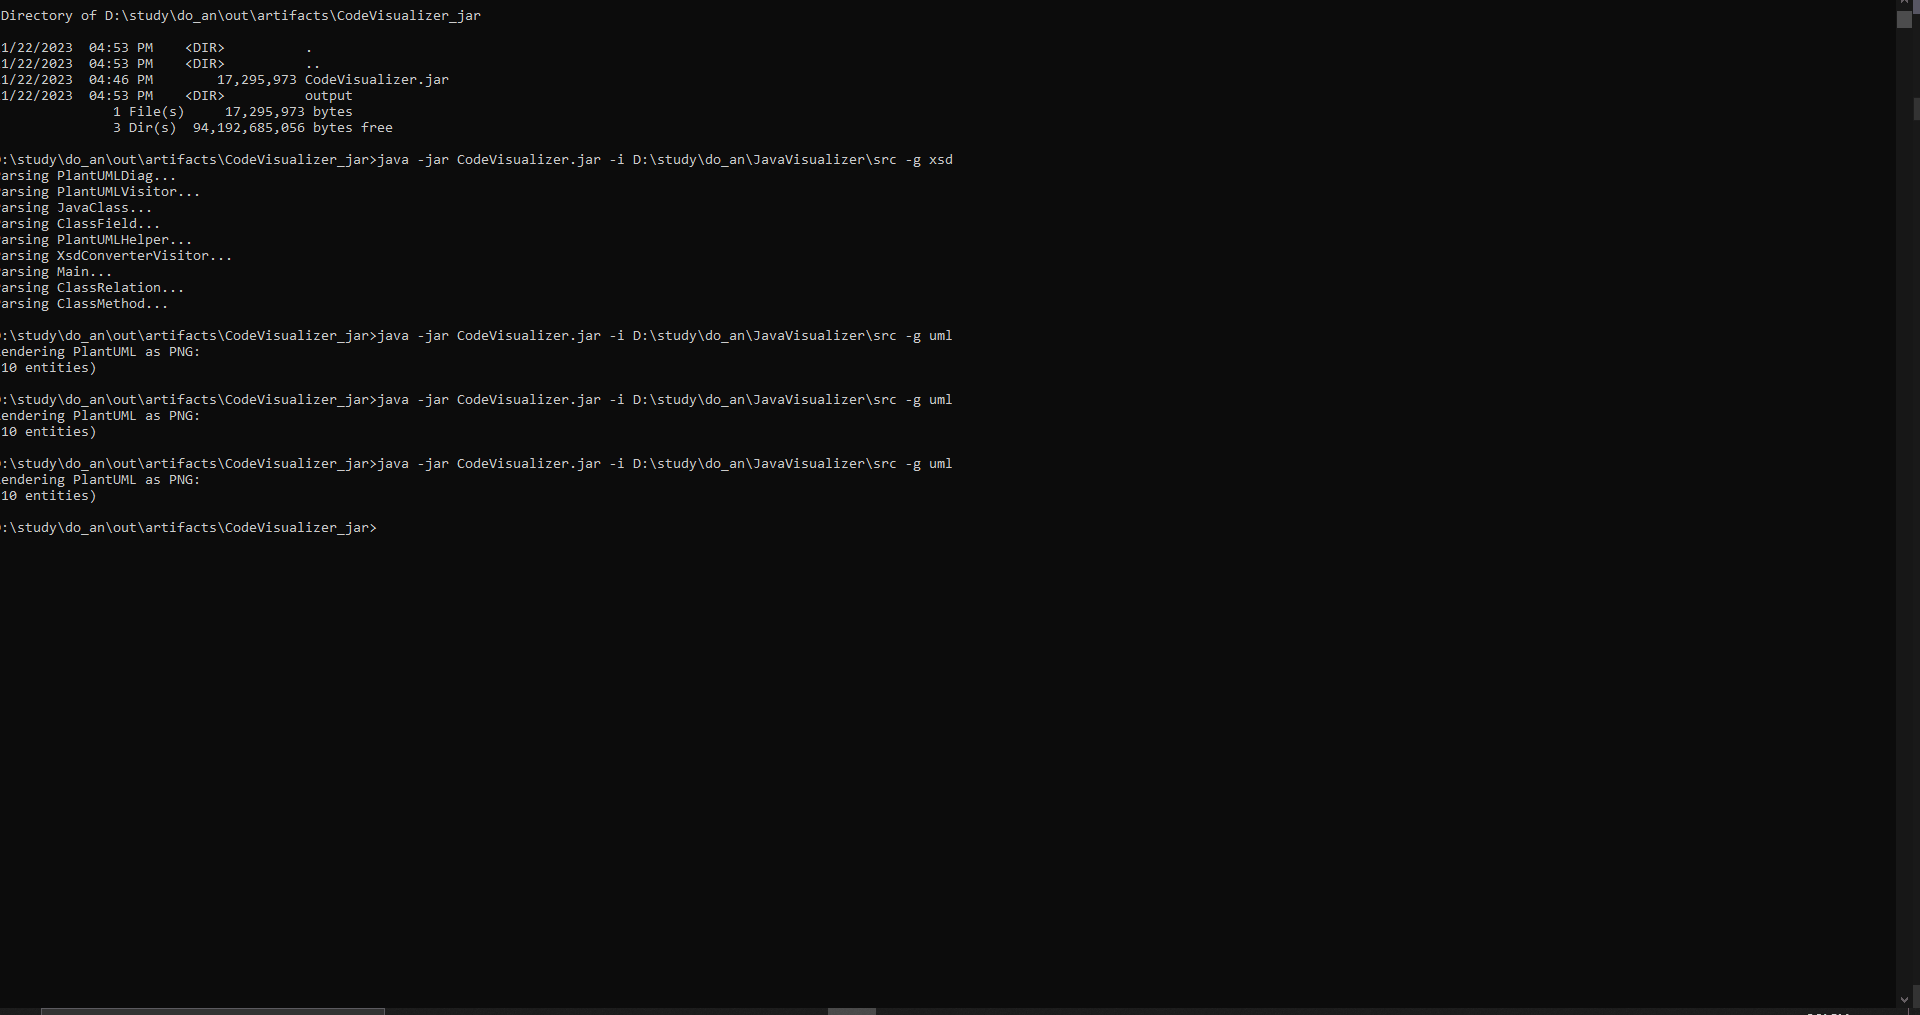 Directory of D:\study\do_an\out\artifacts\CodeVisualizer_jar
1/22/2023  04:53 PM    <DIR>          .
1/22/2023  04:53 PM    <DIR>          ..
1/22/2023  04:46 PM        17,295,973 CodeVisualizer.jar
1/22/2023  04:53 PM    <DIR>          output
1 File(s)     17,295,973 bytes
3 Dir(s)  94,192,685,056 bytes free
:\study\do_an\out\artifacts\CodeVisualizer_jar>java -jar CodeVisualizer.jar -i D:\study\do_an\JavaVisualizer\src -g xsd
arsing PlantUMLDiag...
arsing PlantUMLVisitor...
arsing JavaClass...
arsing ClassField...
arsing PlantUMLHelper...
arsing XsdConverterVisitor...
arsing Main...
arsing ClassRelation...
arsing ClassMethod...
:\study\do_an\out\artifacts\CodeVisualizer_jar>java -jar CodeVisualizer.jar -i D:\study\do_an\JavaVisualizer\src -g uml
endering PlantUML as PNG:
10 entities)
:\study\do_an\out\artifacts\CodeVisualizer_jar>java -jar CodeVisualizer.jar -i D:\study\do_an\JavaVisualizer\src -g uml
endering PlantUML as PNG:
10 entities)
:\study\do_an\out\artifacts\CodeVisualizer_jar>java -jar CodeVisualizer.jar -i D:\study\do_an\JavaVisualizer\src -g uml
endering PlantUML as PNG:
10 entities)
:\study\do_an\out\artifacts\CodeVisualizer_jar>